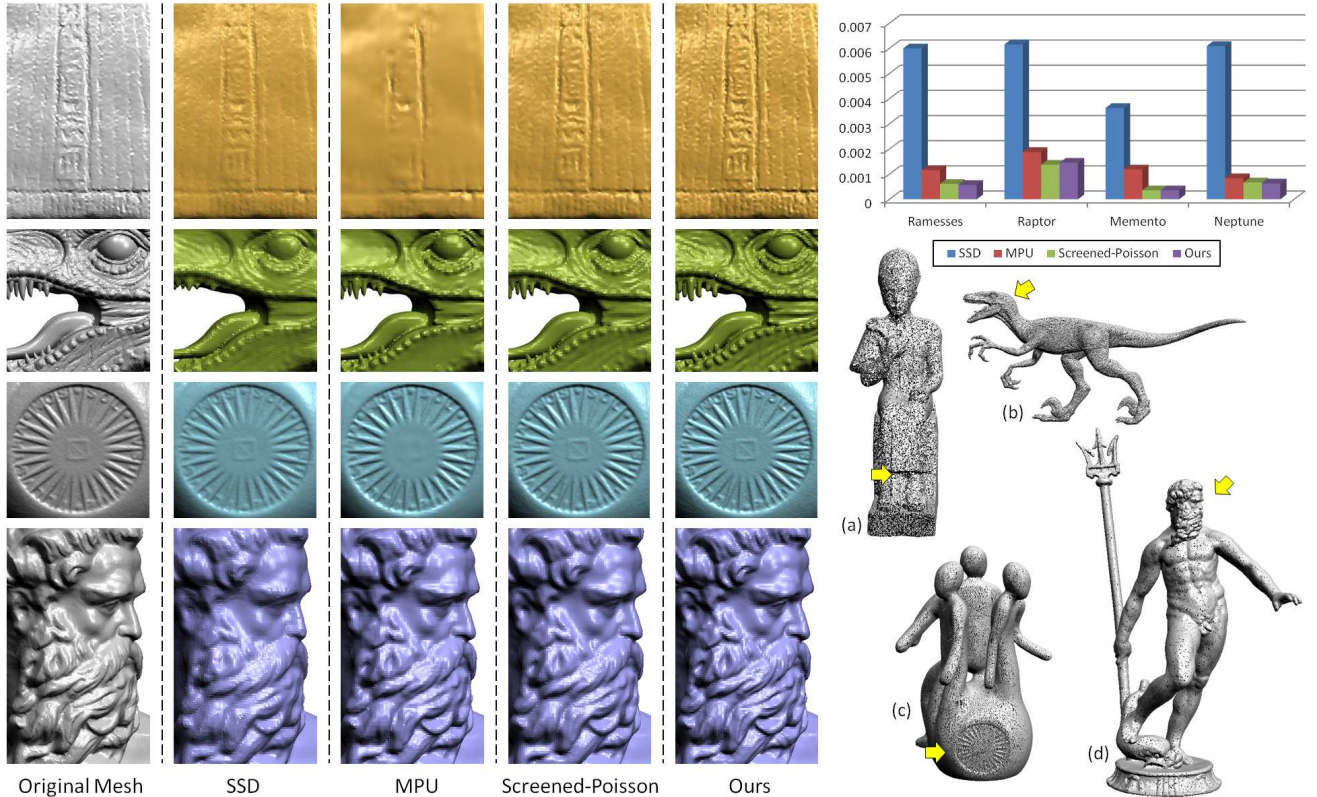 Original Mesh
SSD
MPU
Screened-Poisson
Ours
0.007
0.006
0.005
0.004
0.003
0.002
0.001
0
Ramesses
Raptor
Memento
Neptune
SSD
MPU
Screened-Poisson
Ours
(a)
(b)
(c)
(d)